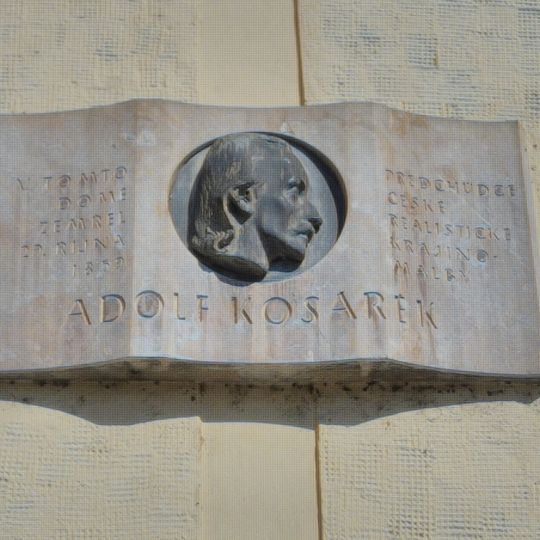 V TOMTO
DOMĚ
ZEMŘEL
29. ŘÍJNA
1859
PŘEDCHŮDCE
ČESKÉ
REALISTICKÉ
KRAJINO-
MALBY
ADOLF KOSÁREK